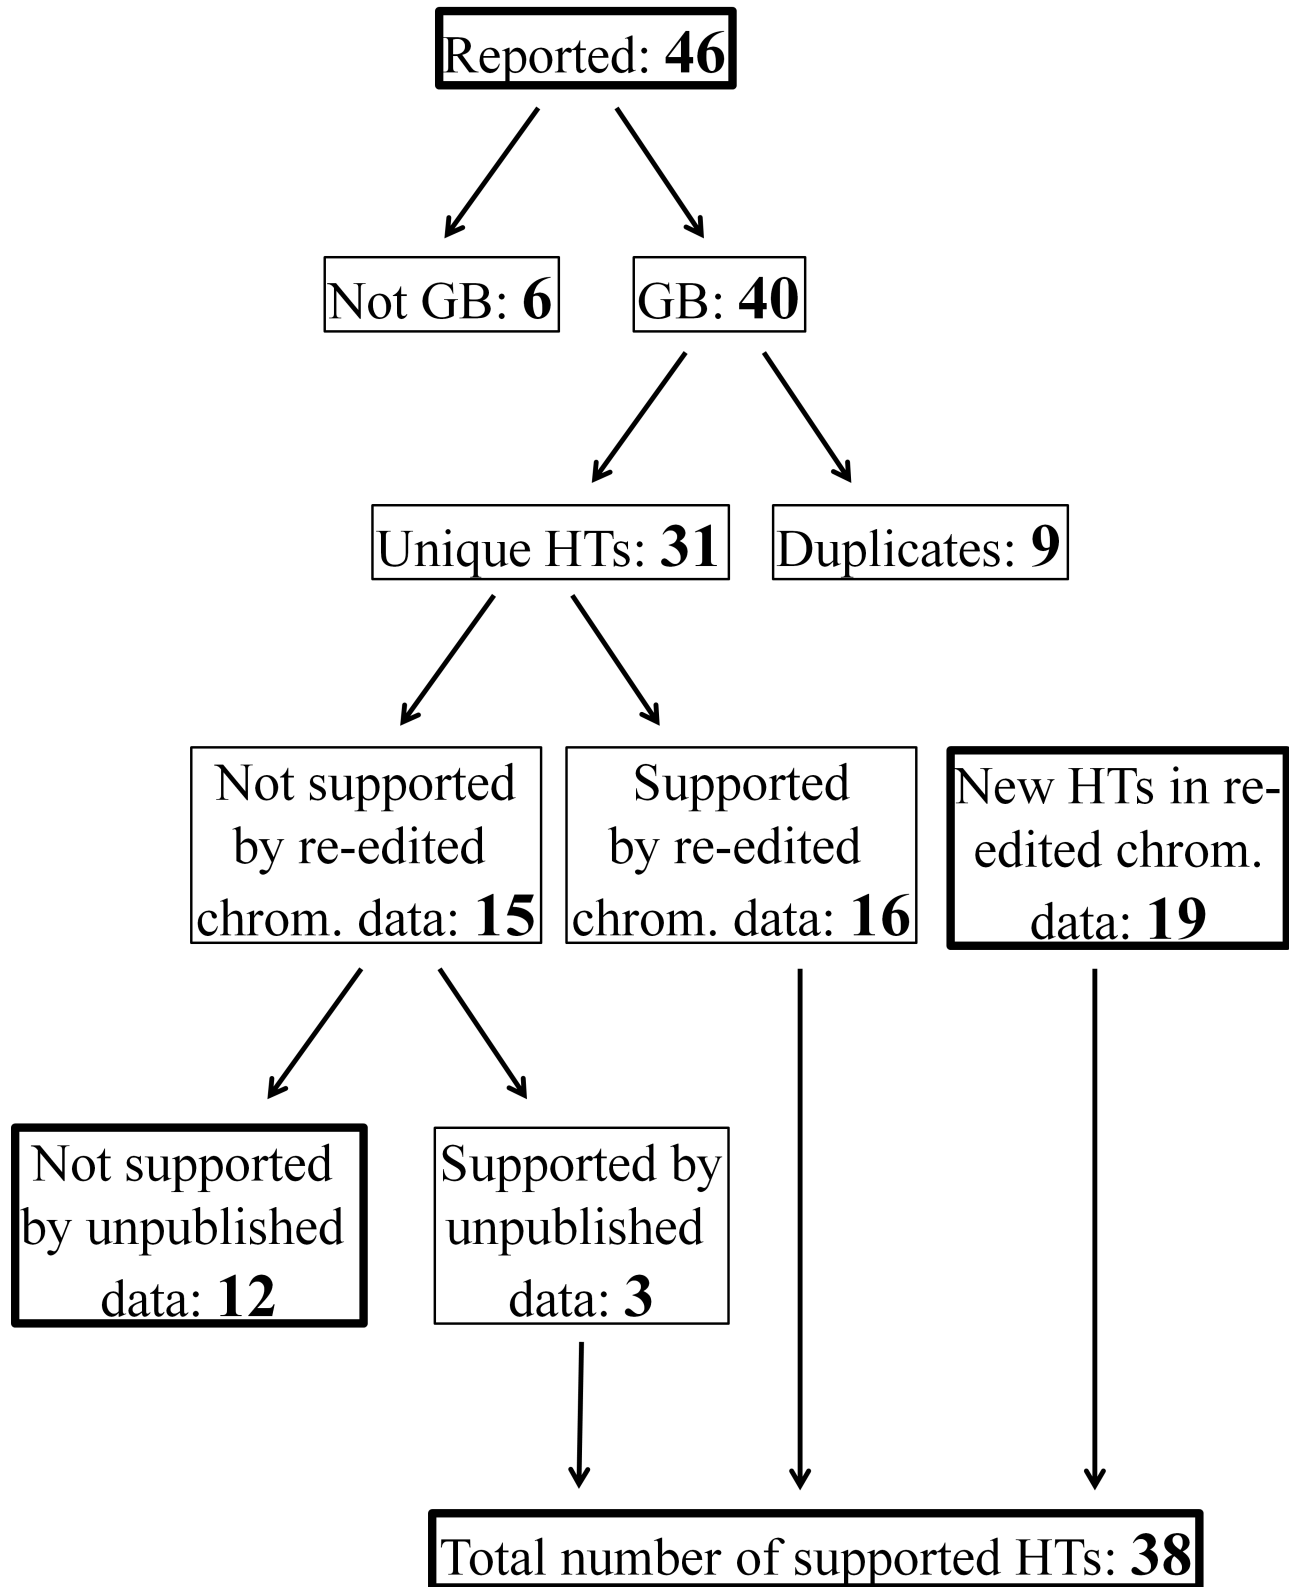 Reported: 46
Not GB: 6
GB: 40
Unique HTs: 31
Duplicates: 9
Not supported
by re-edited
chrom. data: 15
Supported
by re-edited
chrom. data: 16
New HTs in re-
edited chrom.
data: 19
Not supported
by unpublished
data: 12
Supported by
unpublished
data: 3
Total number of supported HTs: 38